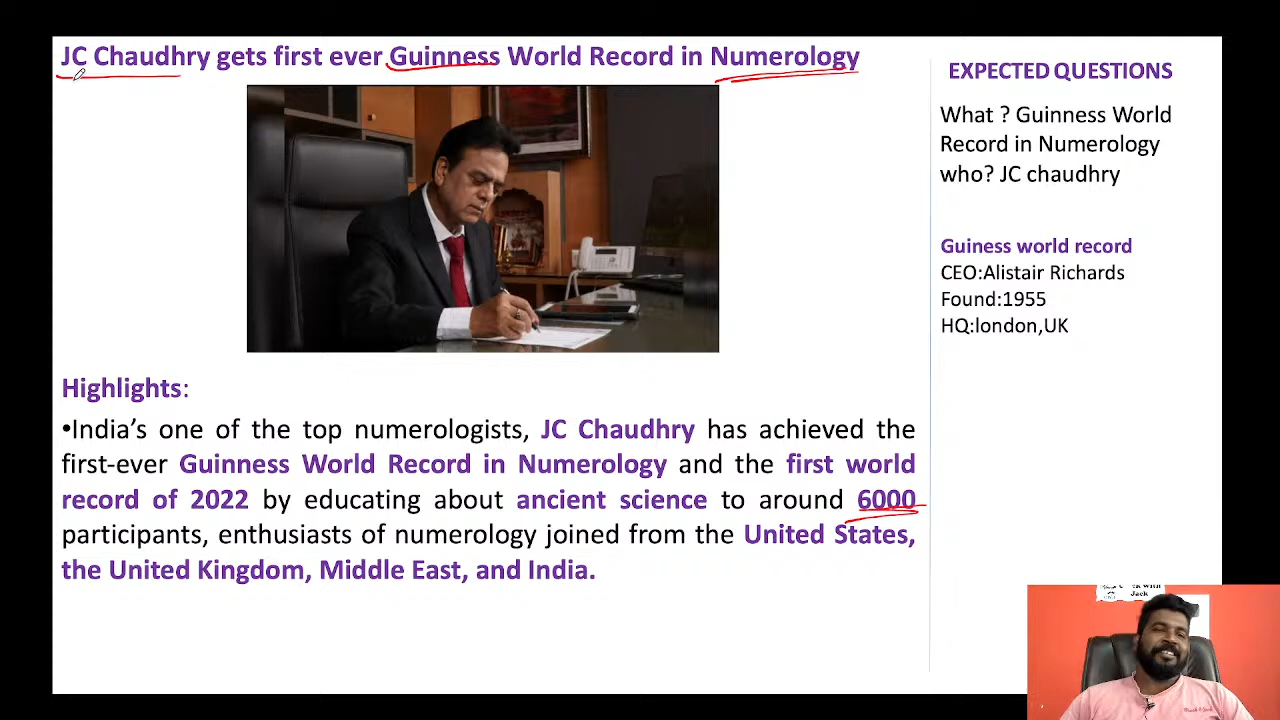 JC Chaudhry gets first ever Guinness World Record in Numerology
EXPECTED QUESTIONS
What ? Guinness World
Record in Numerology
who? JC chaudhry
Guiness world record
CEO:Alistair Richards
Found:1955
HQ:london,UK
Highlights:
•India’s one of the top numerologists, JC Chaudhry has achieved the
first-ever Guinness World Record in Numerology and the first world
record of 2022 by educating about ancient science to around 6000
participants, enthusiasts of numerology joined from the United States,
the United Kingdom, Middle East, and India.
Jack